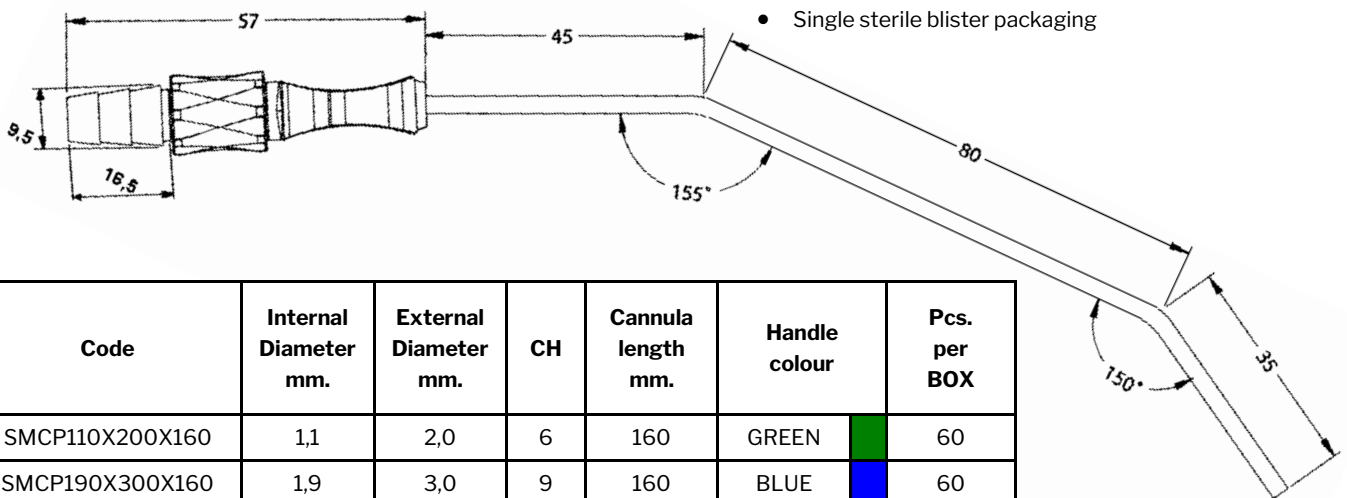 57
45
● Single sterile blister packaging
80
9,5
16,5
155°
35
150°
Code Internal Diameter mm. External Diameter mm. CH Cannula length mm. Handle colour Pcs. per BOX
SMCP110X200X160 1,1 2,0 6 160 GREEN 60
SMCP190X300X160 1,9 3,0 9 160 BLUE 60